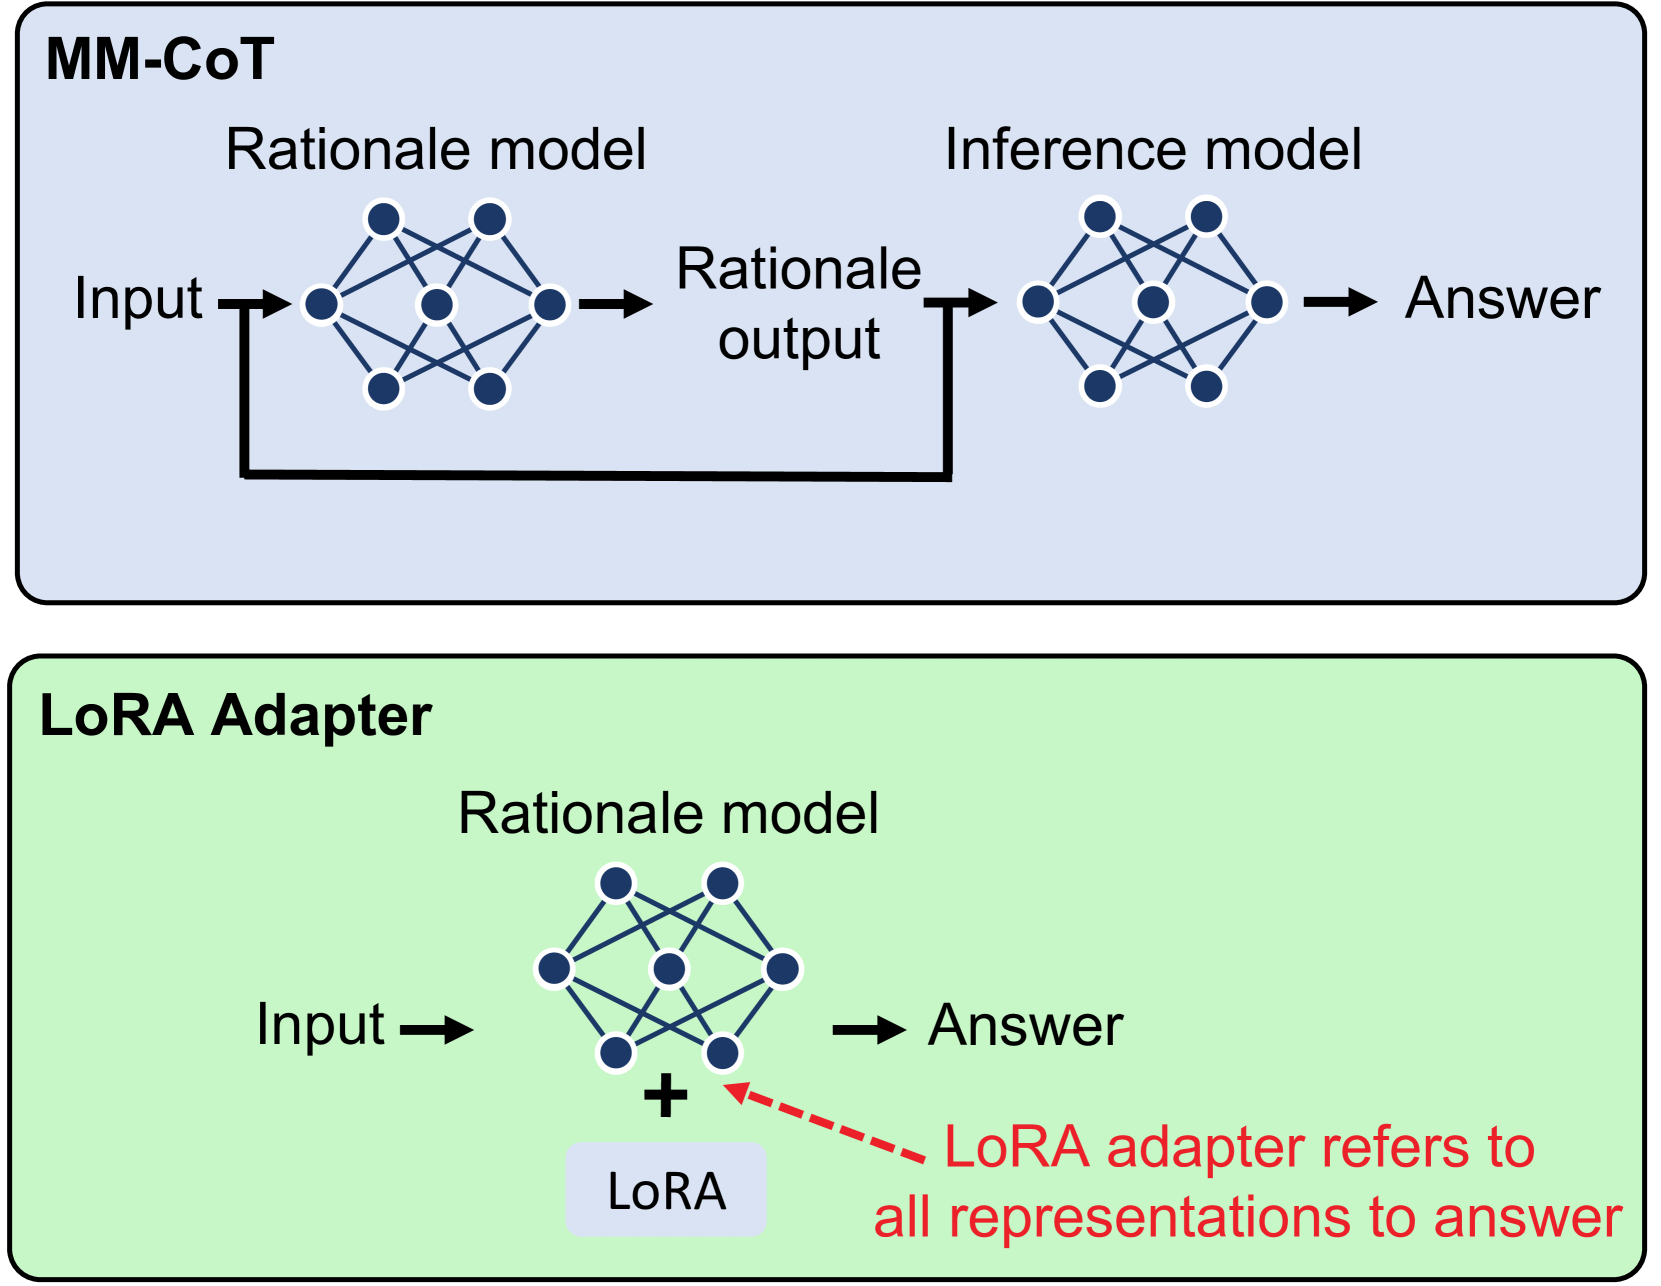 MM-CoT
Rationale model
Inference model
Input
Rationale
output
Answer
LoRA Adapter
Rationale model
Input
Answer
+
LoRA
LoRA adapter refers to
all representations to answer